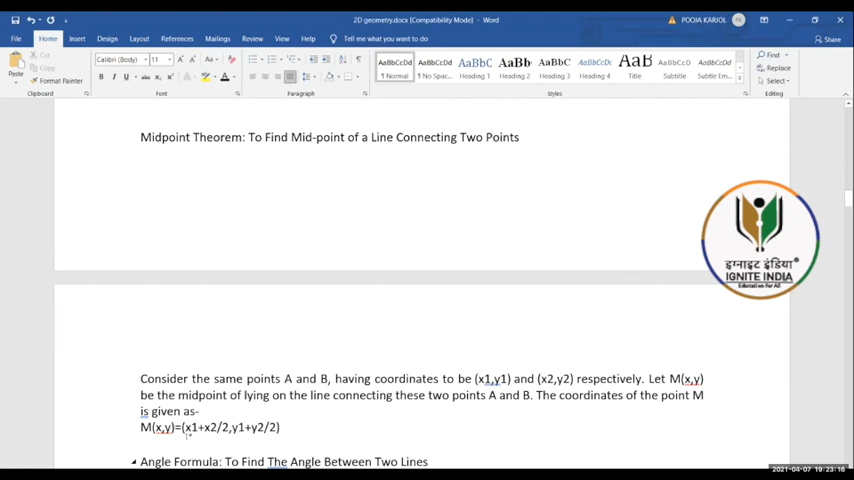 2D geometry.docx [Compatibility Mode] - Word
POOJA KARJOL
PK
File
Home
Insert
Design
Layout
References
Mailings
Review
View
Help
Tell me what you want to do
Share
Paste
Cut
Copy
Format Painter
Clipboard
Calibri (Body)
11
Font
Paragraph
AaBbCcDd
¶ Normal
AaBbCcDd
¶ No Spac...
AaBbC
Heading 1
AaBb
Heading 2
AaBbC
Heading 3
AaBbCcDc
Heading 4
AaB
Title
AaBbCcD
Subtitle
AaBbCcDd
Subtle Em...
Styles
Find
Replace
Select
Editing
Midpoint Theorem: To Find Mid-point of a Line Connecting Two Points
इग्नाइट इंडिया
IGNITE INDIA
Education for All
Consider the same points A and B, having coordinates to be (x1,y1) and (x2,y2) respectively. Let M(x,y)
be the midpoint of lying on the line connecting these two points A and B. The coordinates of the point M
is given as-
M(x,y)=(x1+x2/2,y1+y2/2)
Angle Formula: To Find The Angle Between Two Lines
2021-04-07 19:23:16